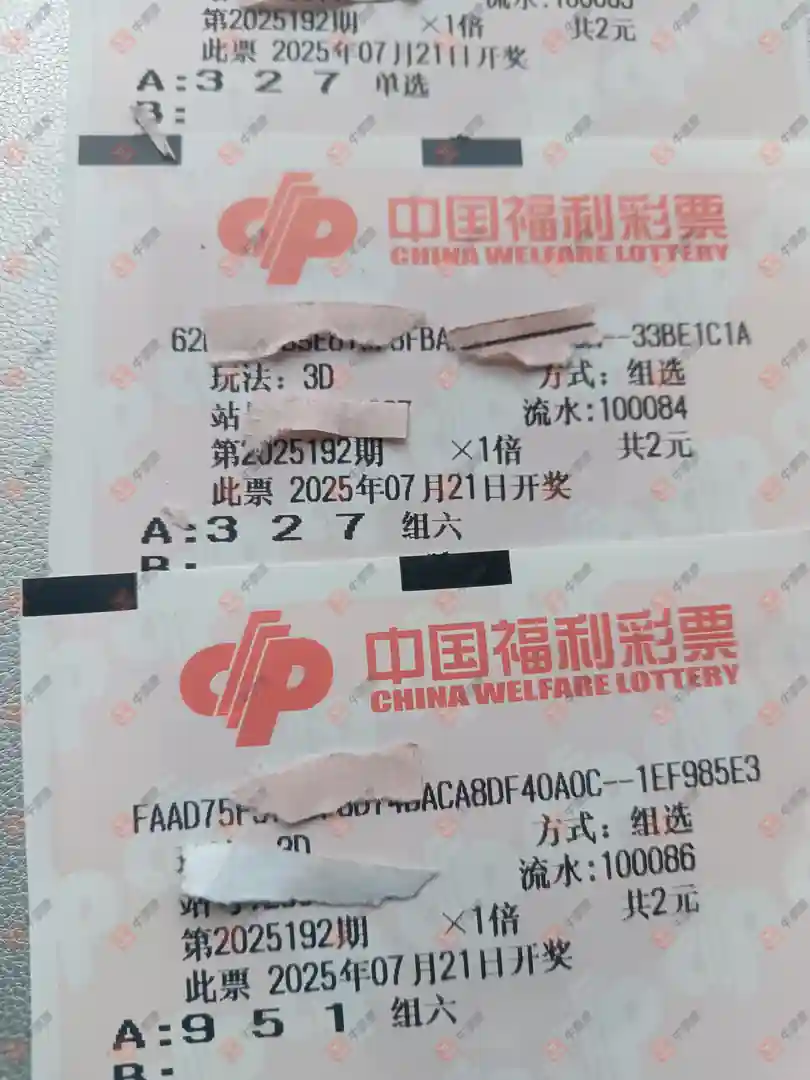 流水:100083
第2025192期 ×1倍 共2元
此票 2025年07月21日开奖
A:3 2 7 单选
B:
中国福利彩票
CHINA WELFARE LOTTERY
--33BE1C1A
玩法：3D 方式：组选
流水:100084
第2025192期 ×1倍 共2元
此票 2025年07月21日开奖
A:3 2 7 组六
B:
中国福利彩票
CHINA WELFARE LOTTERY
FAAD75 ACA8DF40A0C--1EF985E3
3D 方式：组选
流水:100086
第2025192期 ×1倍 共2元
此票 2025年07月21日开奖
A:9 5 1 组六
B: